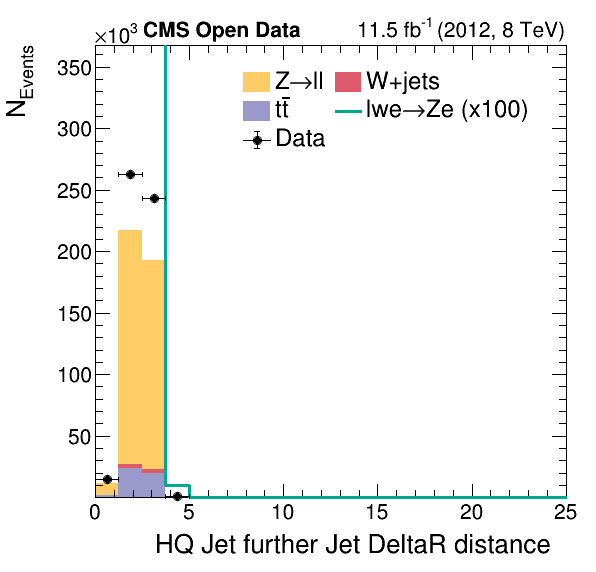 ×10³ CMS Open Data 11.5 fb⁻¹ (2012, 8 TeV)
N_Events
350
300
250
200
150
100
50
Z→ll W+jets
tt̄ lwe→Ze (x100)
Data
0 5 10 15 20 25
HQ Jet further Jet DeltaR distance